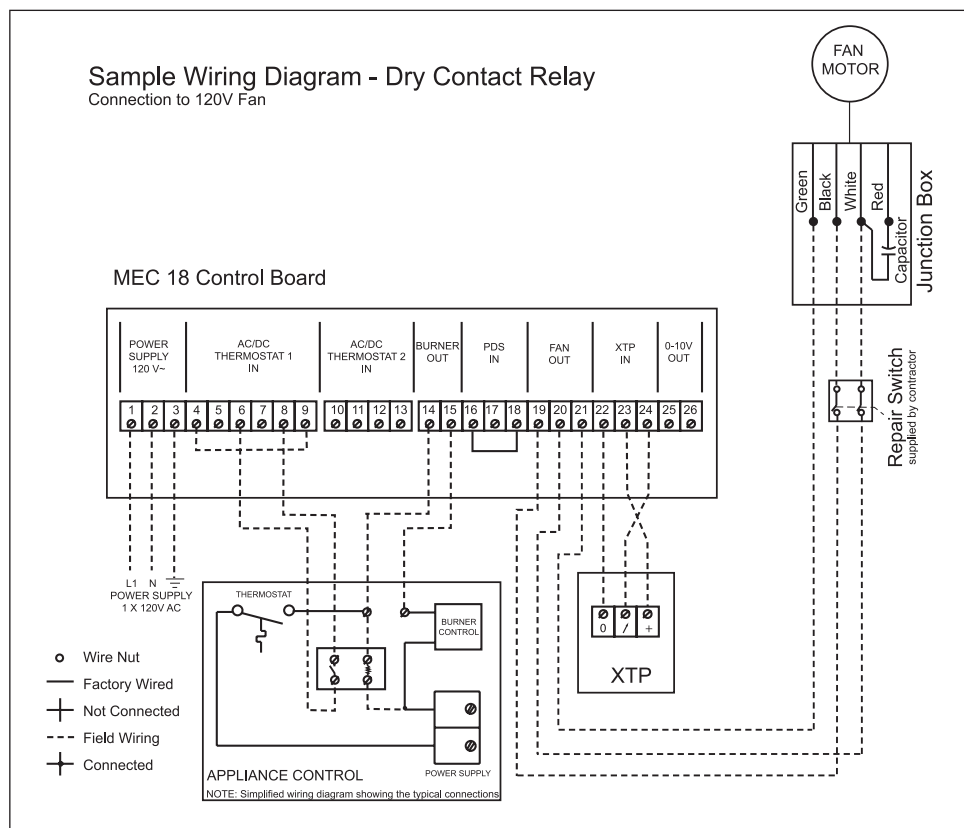 Sample Wiring Diagram - Dry Contact Relay
Connection to 120V Fan
FAN
MOTOR
Green
Black
White
Red
Capacitor
Junction Box
MEC 18 Control Board
POWER
SUPPLY
120 V~
AC/DC
THERMOSTAT 1
IN
AC/DC
THERMOSTAT 2
IN
BURNER
OUT
PDS
IN
FAN
OUT
XTP
IN
0-10V
OUT
1 2 3 4 5 6 7 8 9 10 11 12 13 14 15 16 17 18 19 20 21 22 23 24 25 26
Repair Switch
supplied by contractor
L1 N
POWER SUPPLY
1 X 120V AC
THERMOSTAT
BURNER
CONTROL
POWER SUPPLY
APPLIANCE CONTROL
NOTE: Simplified wiring diagram showing the typical connections
0 / +
XTP
Wire Nut
Factory Wired
Not Connected
Field Wiring
Connected